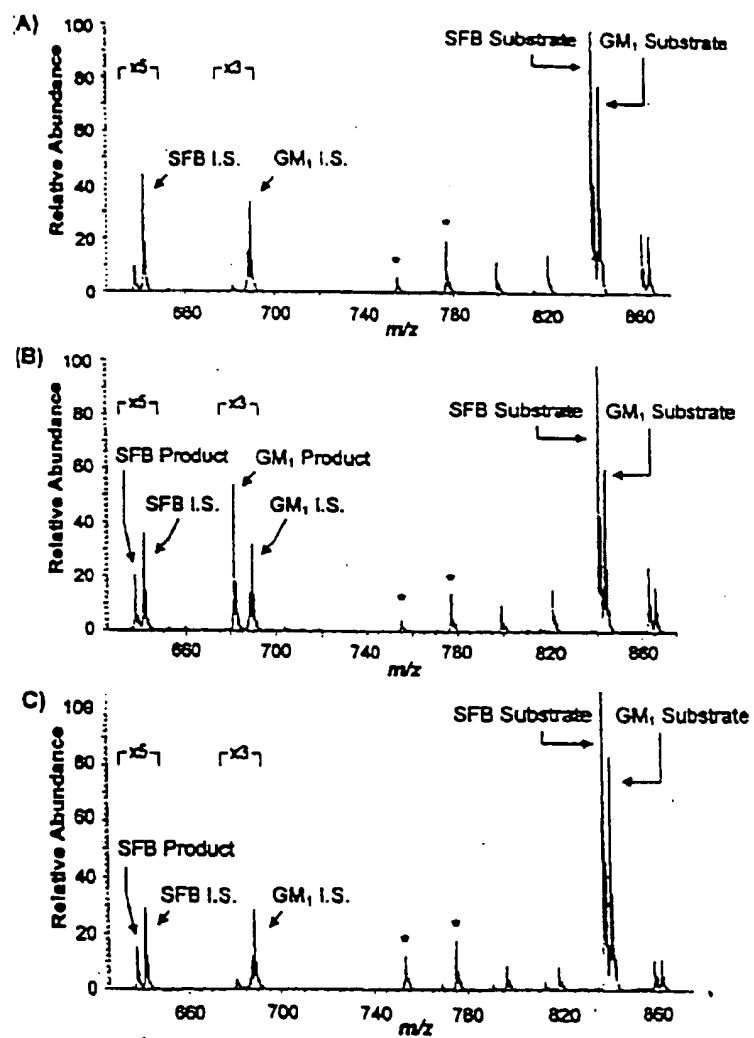 (A)
100
80
60
40
20
0
Relative Abundance
x5
x3
SFB I.S.
GM1 I.S.
SFB Substrate
GM1 Substrate
660
700
740
780
820
860
m/z
(B)
100
80
60
40
20
0
Relative Abundance
x5
x3
SFB Product
SFB I.S.
GM1 Product
GM1 I.S.
SFB Substrate
GM1 Substrate
660
700
740
780
820
860
m/z
C)
100
80
60
40
20
0
Relative Abundance
x5
x3
SFB Product
SFB I.S.
GM1 I.S.
SFB Substrate
GM1 Substrate
660
700
740
780
820
860
m/z